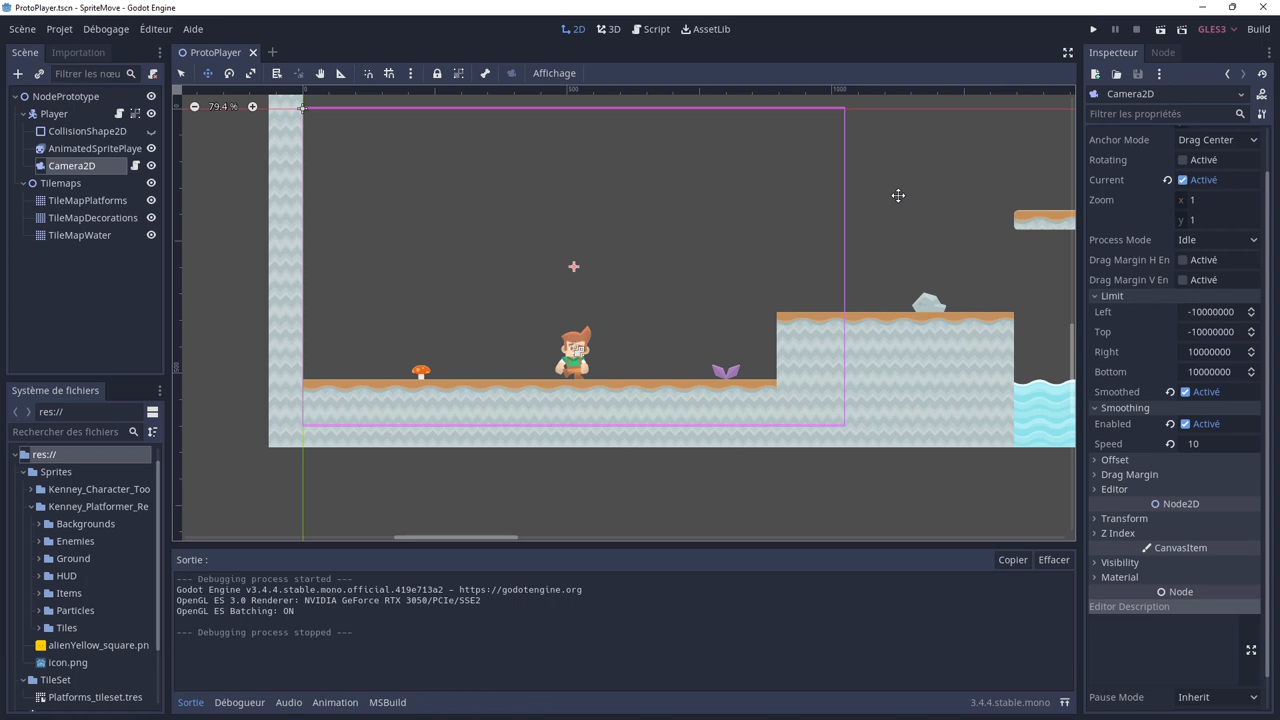 ProtoPlayer.tscn - SpriteMove - Godot Engine
Scène Projet Débogage Éditeur Aide
2D 3D Script AssetLib
GLES3 Build
Scène Importation
ProtoPlayer
Inspecteur Nœud
Filtrer les nœu
Affichage
NodePrototype
Player
CollisionShape2D
AnimatedSpritePlaye
Camera2D
Tilemaps
TileMapPlatforms
TileMapDecorations
TileMapWater
79.4 %
0 500 1000
0
500
Système de fichiers
res://
Rechercher des fichiers
res://
Sprites
Kenney_Character_Too
Kenney_Platformer_Re
Backgrounds
Enemies
Ground
HUD
Items
Particles
Tiles
alienYellow_square.pn
icon.png
TileSet
Platforms_tileset.tres
Sortie :
Copier Effacer
--- Debugging process started ---
Godot Engine v3.4.4.stable.mono.official.419e713a2 - https://godotengine.org
OpenGL ES 3.0 Renderer: NVIDIA GeForce RTX 3050/PCIe/SSE2
OpenGL ES Batching: ON
--- Debugging process stopped ---
Sortie Débogueur Audio Animation MSBuild
3.4.4.stable.mono
Camera2D
Filtrer les propriétés
Anchor Mode Drag Center
Rotating Activé
Current Activé
Zoom x 1
y 1
Process Mode Idle
Drag Margin H En Activé
Drag Margin V En Activé
Limit
Left -10000000
Top -10000000
Right 10000000
Bottom 10000000
Smoothed Activé
Smoothing
Enabled Activé
Speed 10
Offset
Drag Margin
Editor
Node2D
Transform
Z Index
CanvasItem
Visibility
Material
Node
Editor Description
Pause Mode Inherit